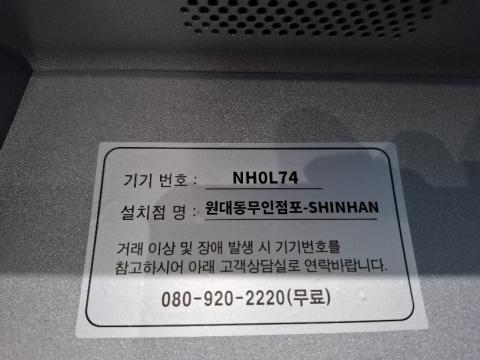 기기 번호 : NH0L74
설치점 명 : 원대동무인점포-SHINHAN
거래 이상 및 장애 발생 시 기기번호를
참고하시어 아래 고객상담실로 연락바랍니다.
080-920-2220(무료)